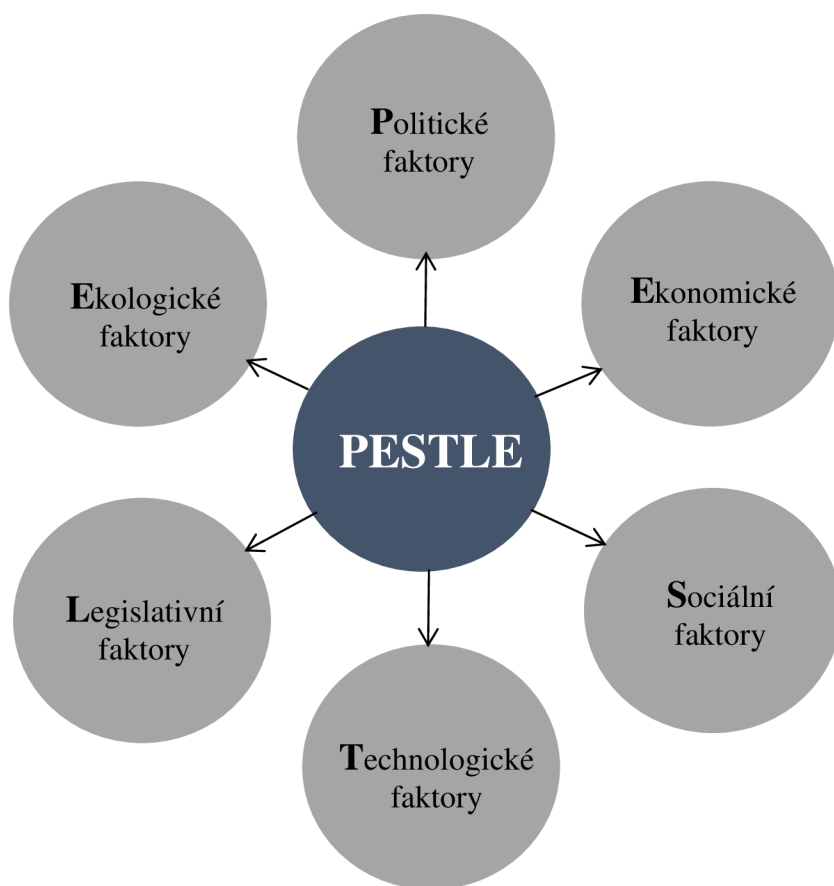 Politické
faktory
Ekologické
faktory
Ekonomické
faktory
PESTLE
Legislativní
faktory
Sociální
faktory
Technologické
faktory